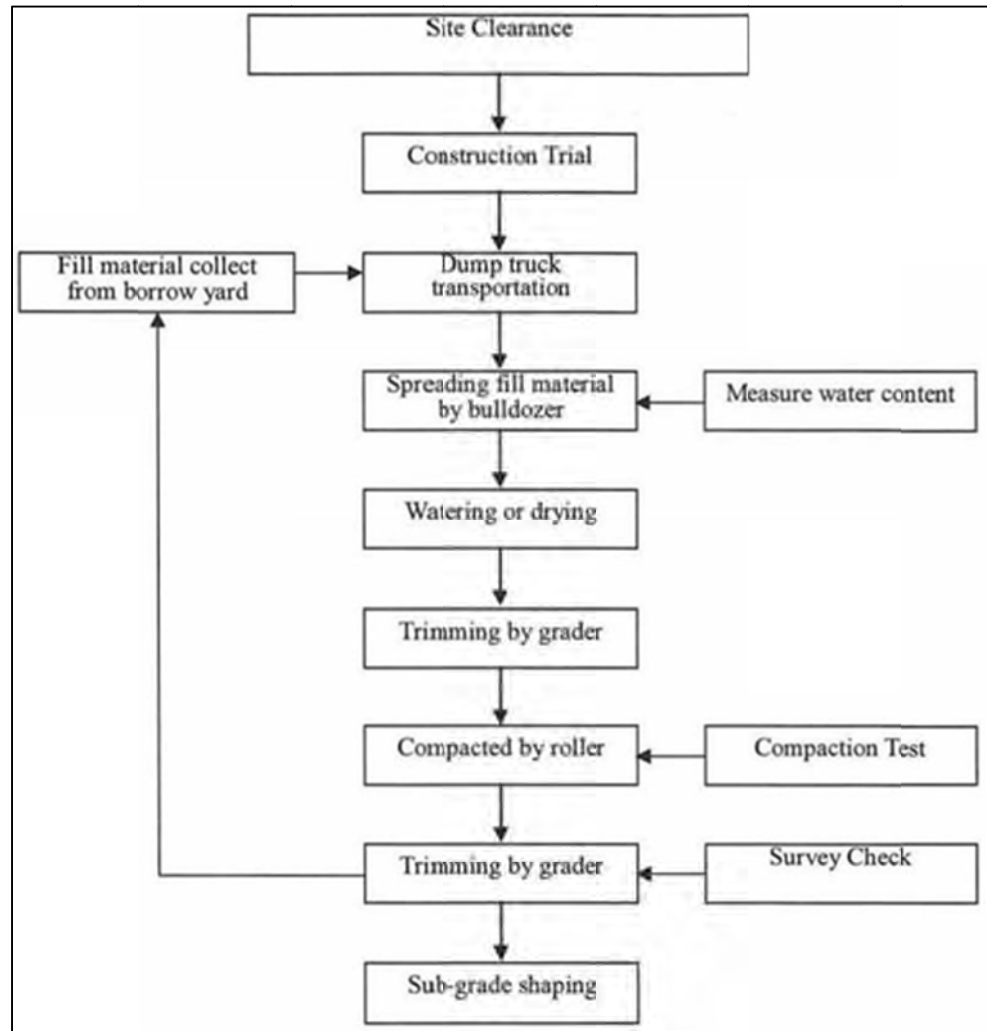 Site Clearance
Construction Trial
Fill material collect
from borrow yard
Dump truck
transportation
Spreading fill material
by bulldozer
Measure water content
Watering or drying
Trimming by grader
Compacted by roller
Compaction Test
Trimming by grader
Survey Check
Sub-grade shaping